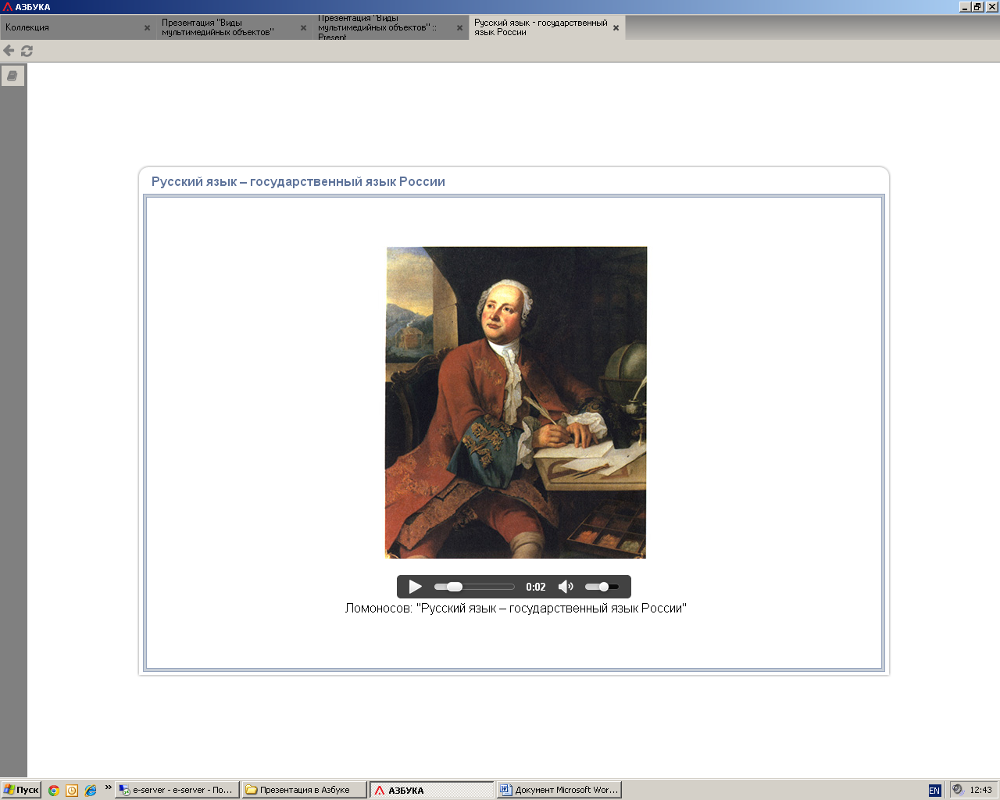 АЗБУКА
Коллекция
Презентация "Виды
мультимедийных объектов"
Презентация "Виды
мультимедийных объектов" ::
Present
Русский язык - государственный
язык России
Русский язык – государственный язык России
0:02
Ломоносов: "Русский язык – государственный язык России"
Пуск
e-server - e-server - По...
Презентация в Азбуке
АЗБУКА
Документ Microsoft Wor...
EN
12:43